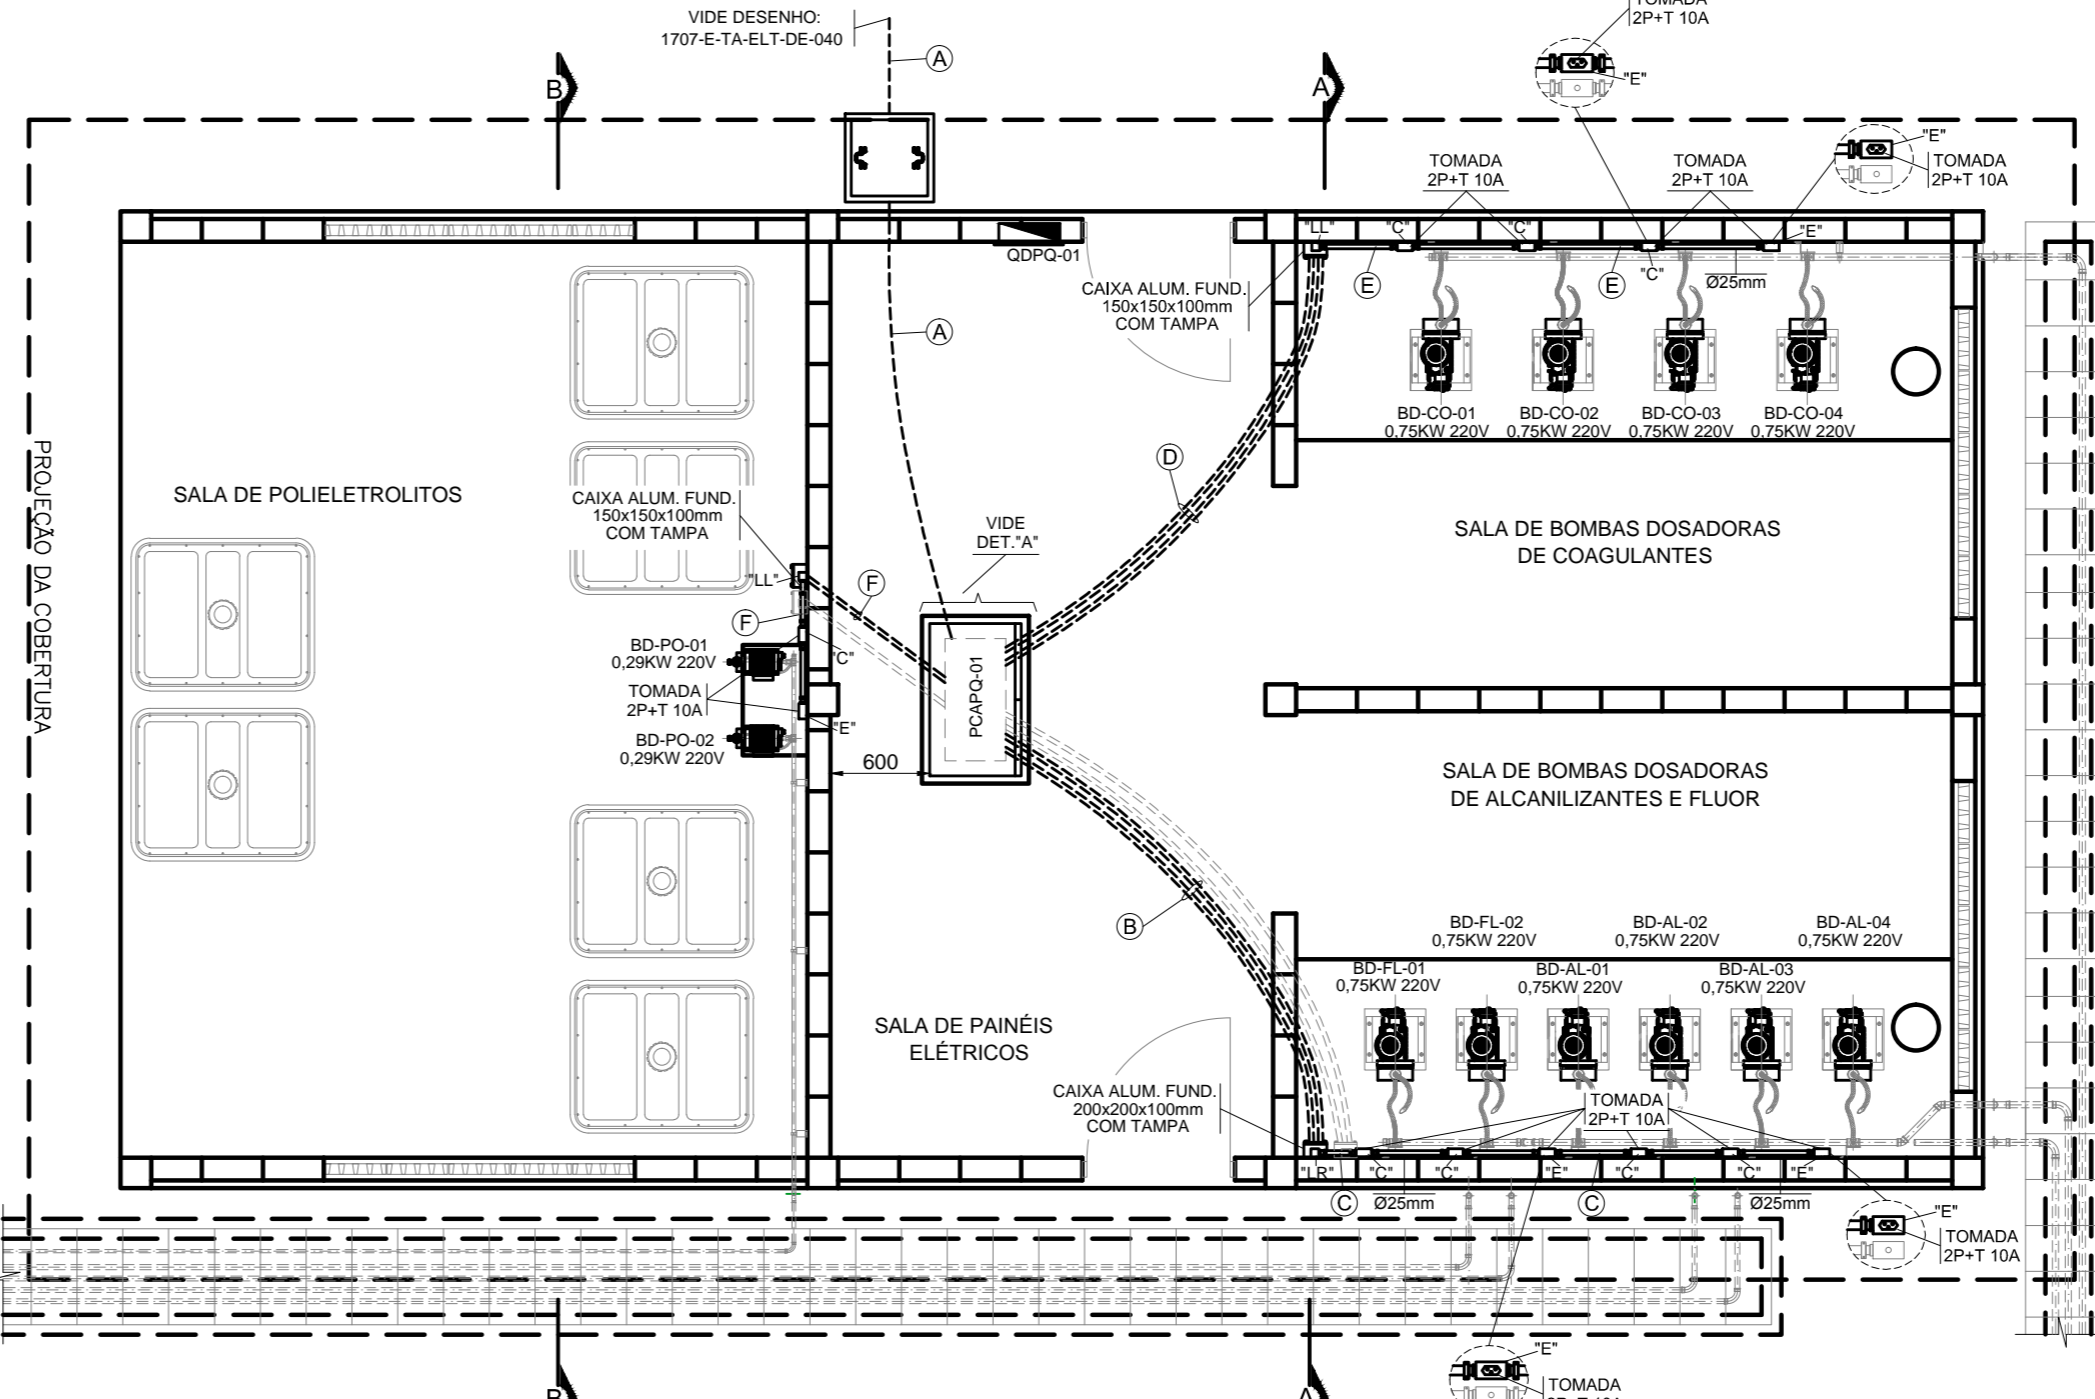 VIDE DESENHO:
1707-E-TA-ELT-DE-040
A
TOMADA
2P+T 10A
"E"
B
A
"E"
TOMADA
2P+T 10A
TOMADA
2P+T 10A
TOMADA
2P+T 10A
QDPQ-01
"LL"
"C"
"C"
"E"
"C"
E
E
Ø25mm
CAIXA ALUM. FUND.
150x150x100mm
COM TAMPA
A
BD-CO-01
0,75KW 220V
BD-CO-02
0,75KW 220V
BD-CO-03
0,75KW 220V
BD-CO-04
0,75KW 220V
PROJEÇÃO DA COBERTURA
SALA DE POLIELETROLITOS
CAIXA ALUM. FUND.
150x150x100mm
COM TAMPA
D
VIDE
DET."A"
SALA DE BOMBAS DOSADORAS
DE COAGULANTES
"LL"
F
F
BD-PO-01
0,29KW 220V
"C"
TOMADA
2P+T 10A
"E"
BD-PO-02
0,29KW 220V
PCAPQ-01
600
SALA DE BOMBAS DOSADORAS
DE ALCANILIZANTES E FLUOR
B
BD-FL-02
0,75KW 220V
BD-AL-02
0,75KW 220V
BD-AL-04
0,75KW 220V
BD-FL-01
0,75KW 220V
BD-AL-01
0,75KW 220V
BD-AL-03
0,75KW 220V
SALA DE PAINÉIS
ELÉTRICOS
CAIXA ALUM. FUND.
200x200x100mm
COM TAMPA
TOMADA
2P+T 10A
"LR"
"C"
"C"
"E"
"C"
"C"
"E"
C
Ø25mm
C
Ø25mm
"E"
TOMADA
2P+T 10A
"E"
TOMADA
2P+T 10A
B
A